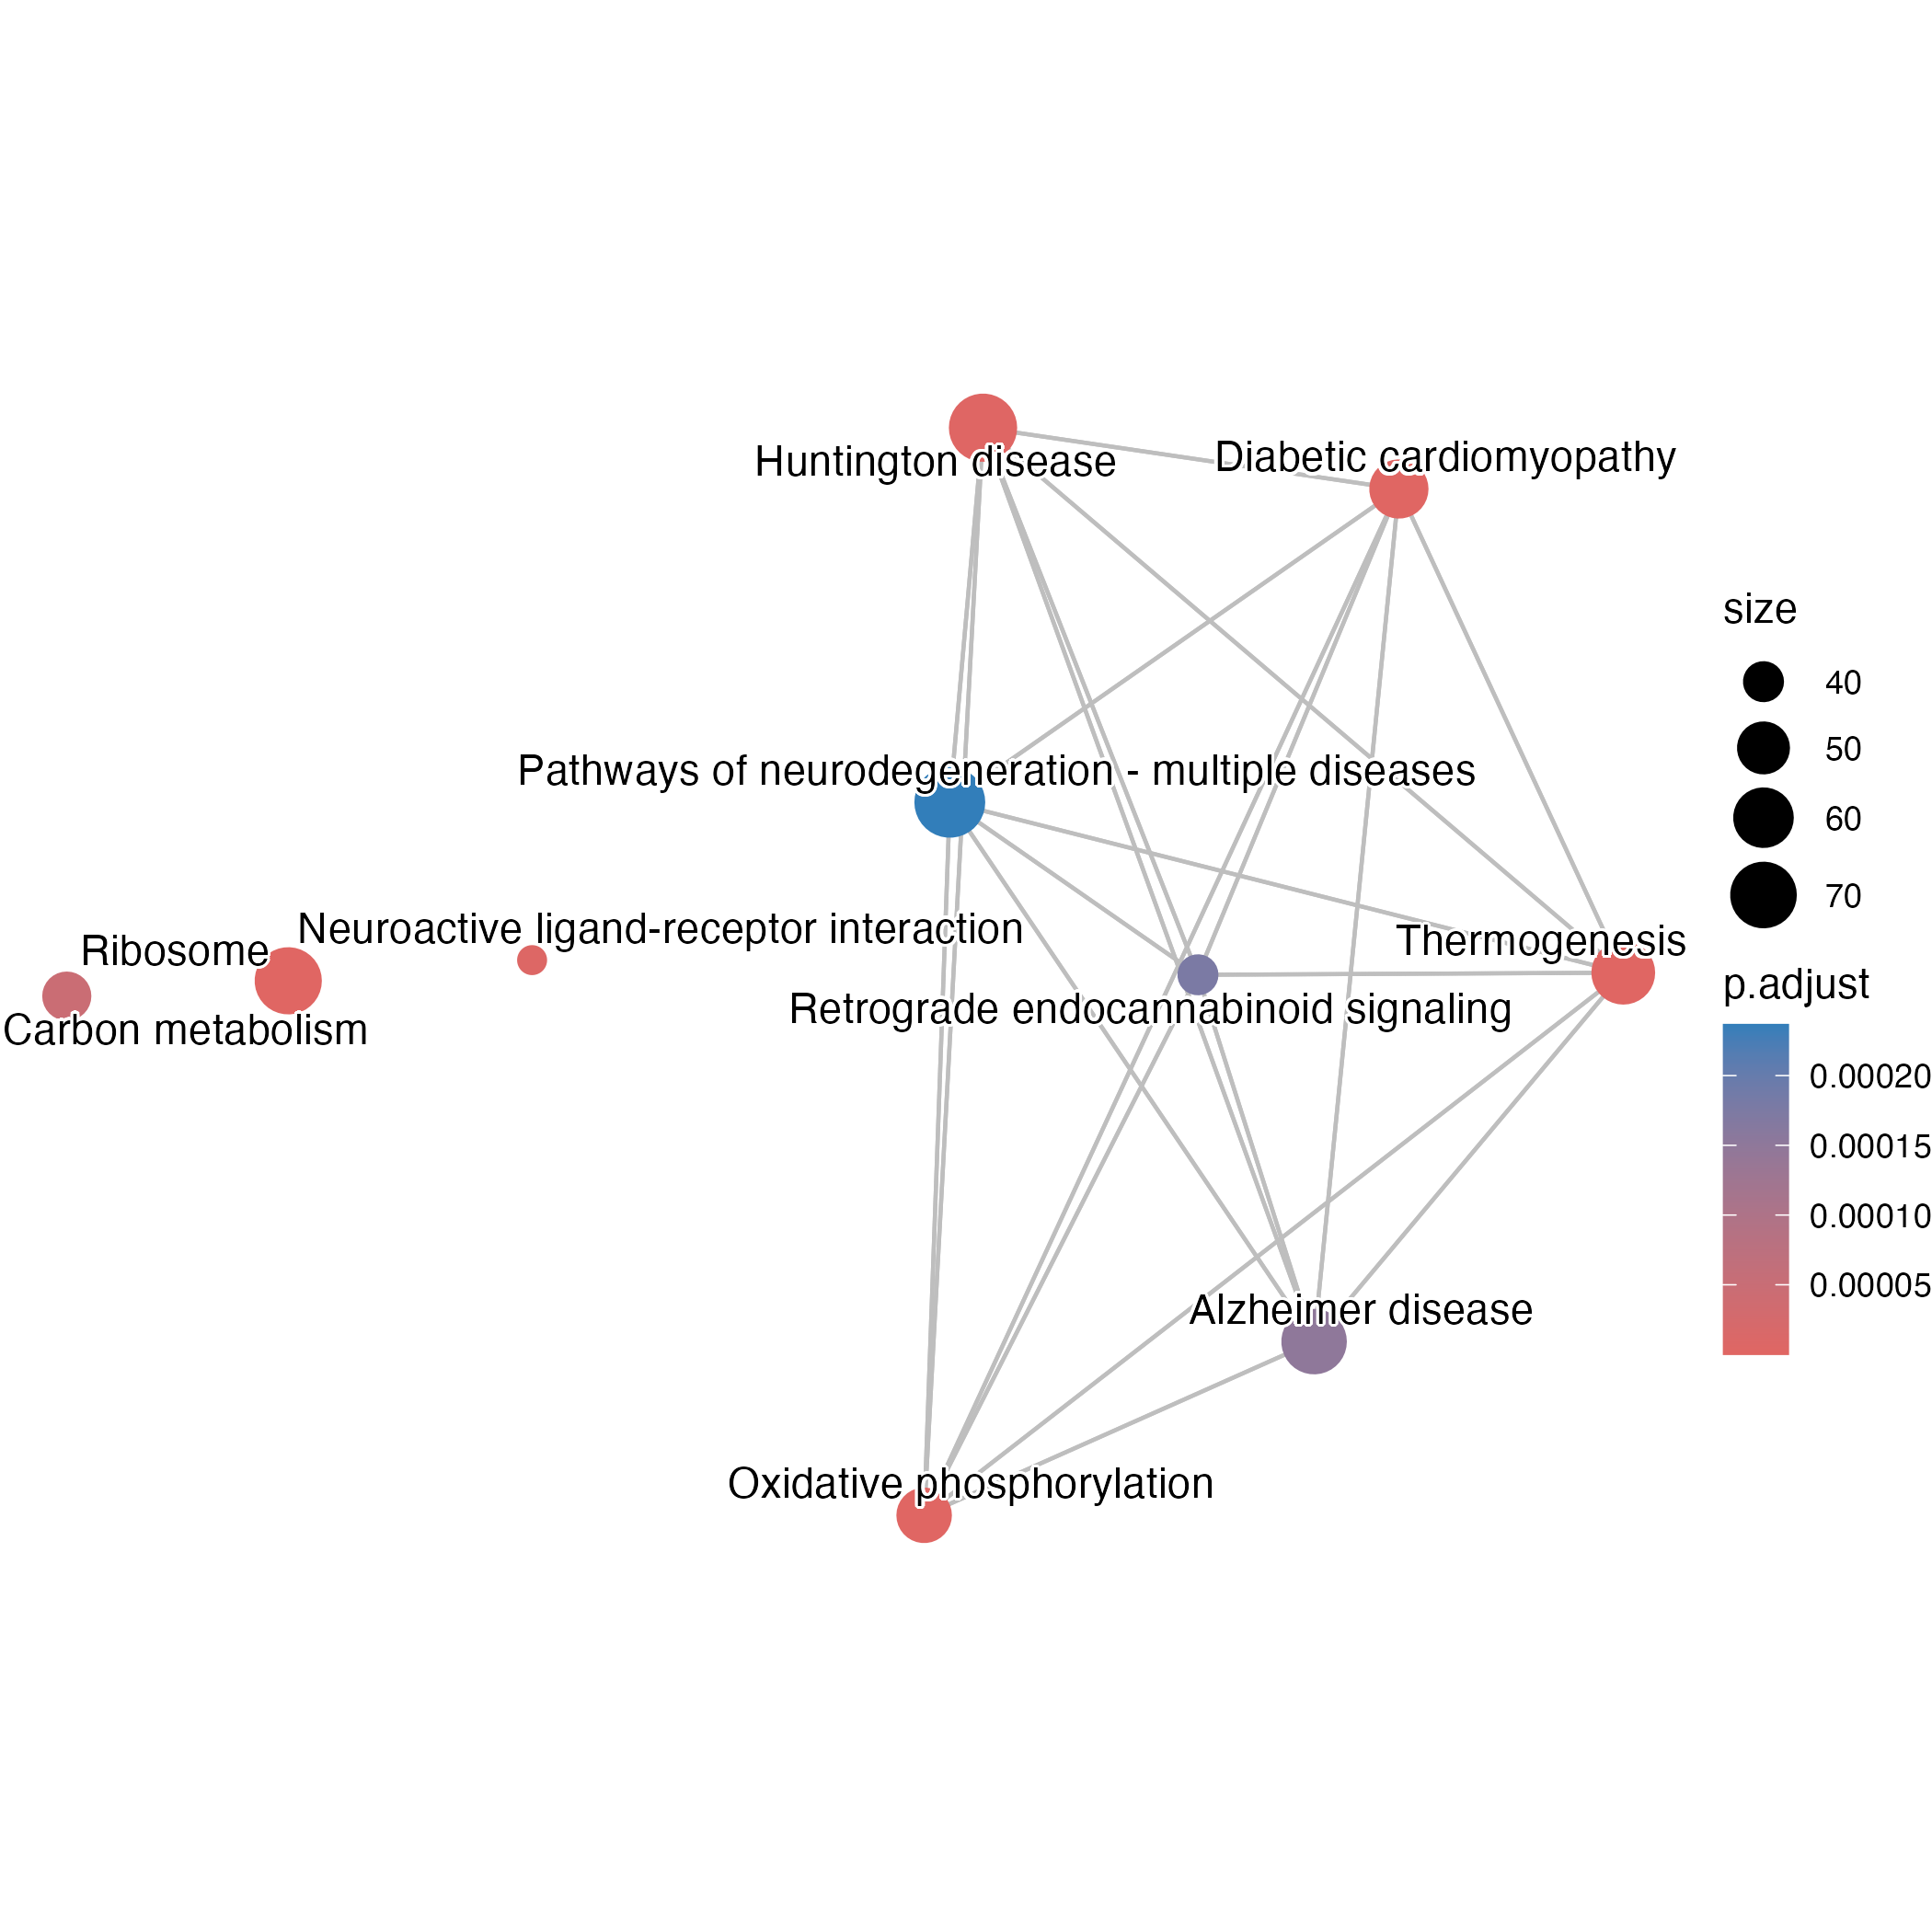 Huntington disease
Diabetic cardiomyopathy
Pathways of neurodegeneration - multiple diseases
Neuroactive ligand-receptor interaction
Ribosome
Thermogenesis
Carbon metabolism
Retrograde endocannabinoid signaling
Alzheimer disease
Oxidative phosphorylation
size
40
50
60
70
p.adjust
0.00020
0.00015
0.00010
0.00005